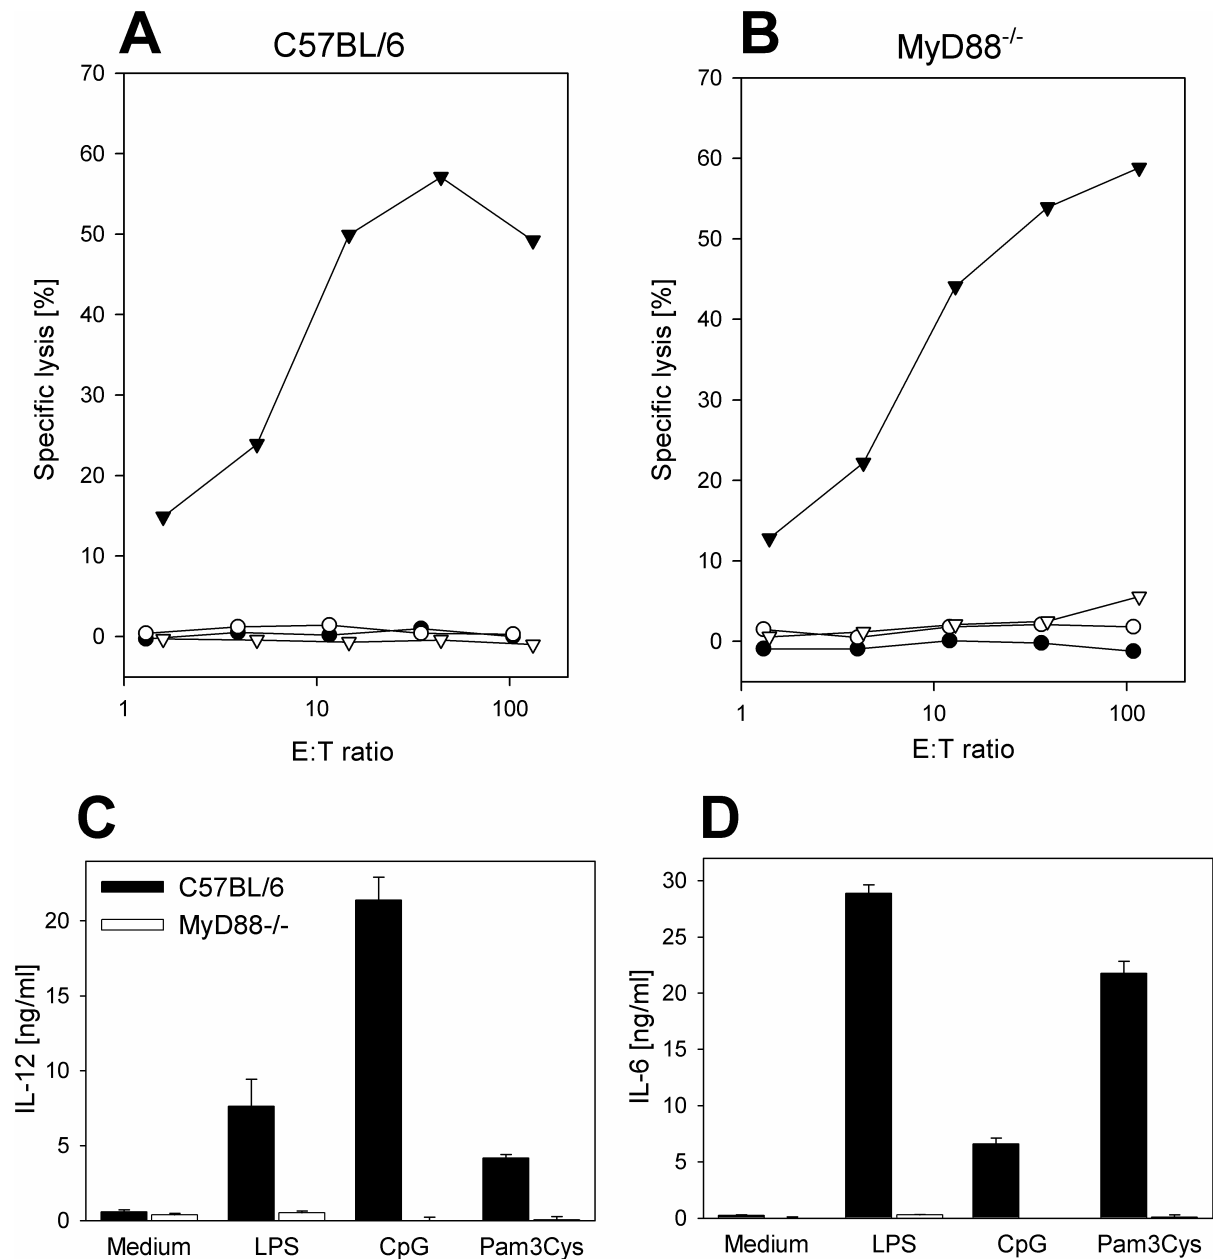 A
C57BL/6
B
MyD88-/-
70
60
50
40
30
20
10
0
Specific lysis [%]
1
10
100
E:T ratio
70
60
50
40
30
20
10
0
Specific lysis [%]
1
10
100
E:T ratio
C
C57BL/6
MyD88-/-
20
15
10
5
0
IL-12 [ng/ml]
Medium
LPS
CpG
Pam3Cys
D
30
25
20
15
10
5
0
IL-6 [ng/ml]
Medium
LPS
CpG
Pam3Cys